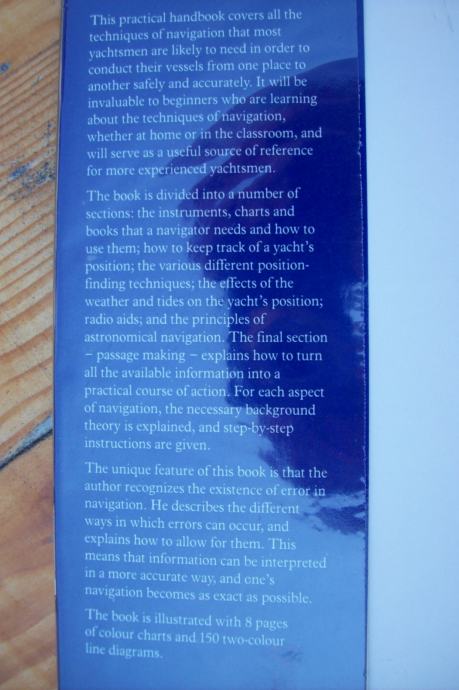 This practical handbook covers all the
techniques of navigation that most
yachtsmen are likely to need in order to
conduct their vessels from one place to
another safely and accurately. It will be
invaluable to beginners who are learning
about the techniques of navigation,
whether at home or in the classroom, and
will serve as a useful source of reference
for more experienced yachtsmen.
The book is divided into a number of
sections: the instruments, charts and
books that a navigator needs and how to
use them; how to keep track of a yacht's
position; the various different position-
finding techniques; the effects of the
weather and tides on the yacht's position;
radio aids; and the principles of
astronomical navigation. The final section
– passage making – explains how to turn
all the available information into a
practical course of action. For each aspect
of navigation, the necessary background
theory is explained, and step-by-step
instructions are given.
The unique feature of this book is that the
author recognizes the existence of error in
navigation. He describes the different
ways in which errors can occur, and
explains how to allow for them. This
means that information can be interpreted
in a more accurate way, and one's
navigation becomes as exact as possible.
The book is illustrated with 8 pages
of colour charts and 150 two-colour
line diagrams.